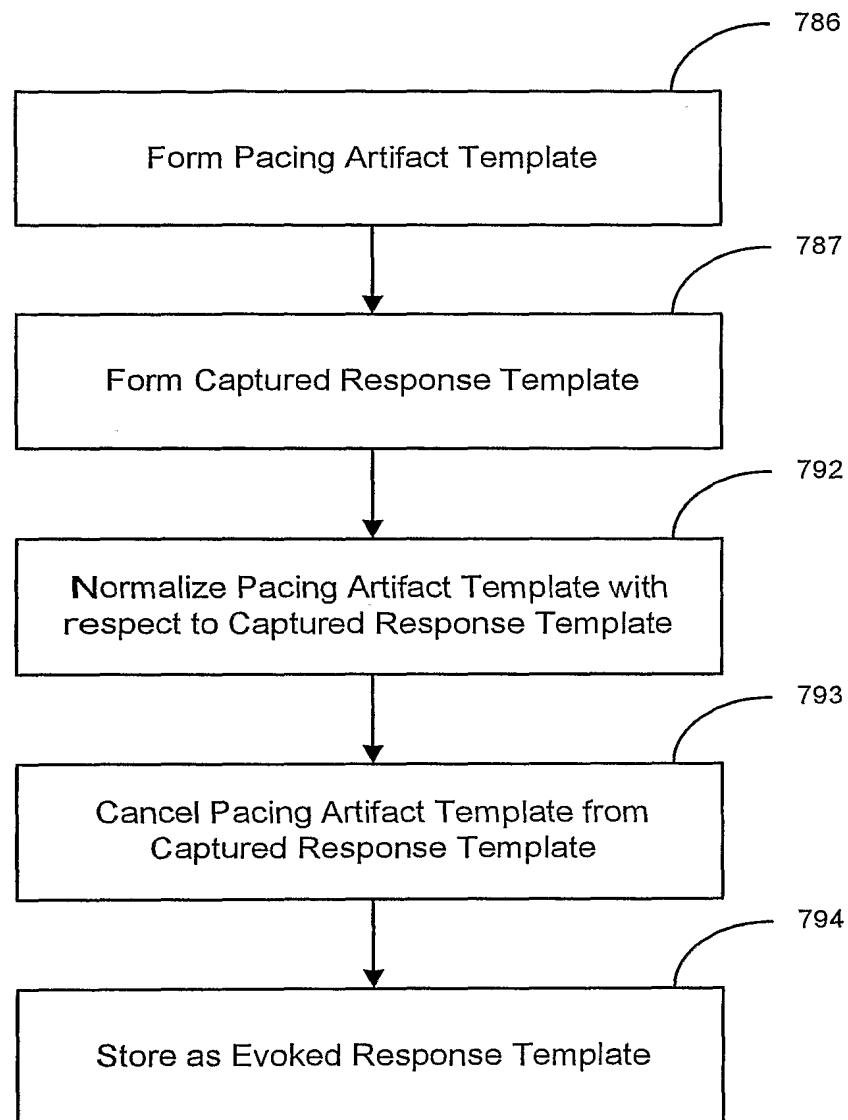 786
Form Pacing Artifact Template
787
Form Captured Response Template
792
Normalize Pacing Artifact Template with
respect to Captured Response Template
793
Cancel Pacing Artifact Template from
Captured Response Template
794
Store as Evoked Response Template